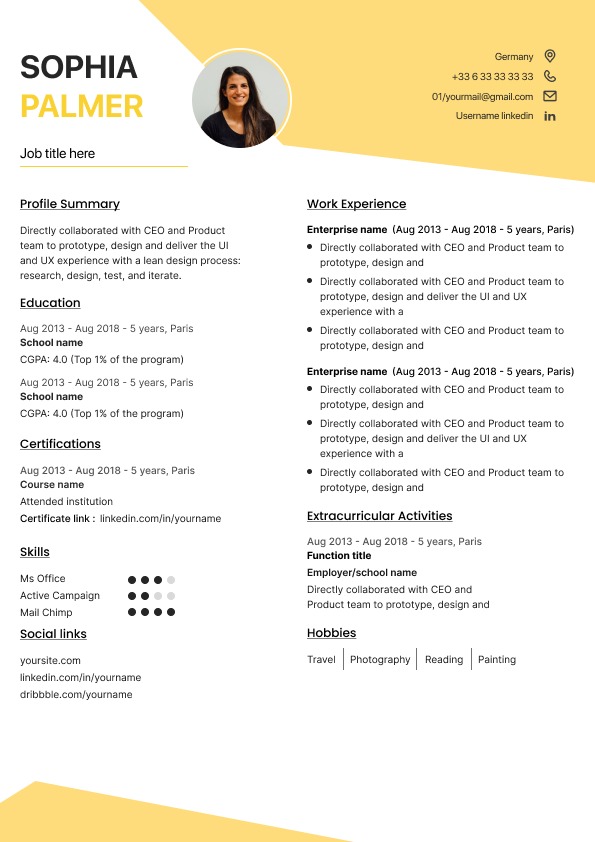 SOPHIA
PALMER
Job title here
Germany
+33 6 33 33 33 33
01/yourmail@gmail.com
Username linkedin
in
Profile Summary
Directly collaborated with CEO and Product
team to prototype, design and deliver the UI
and UX experience with a lean design process:
research, design, test, and iterate.
Education
Aug 2013 - Aug 2018 - 5 years, Paris
School name
CGPA: 4.0 (Top 1% of the program)
Aug 2013 - Aug 2018 - 5 years, Paris
School name
CGPA: 4.0 (Top 1% of the program)
Certifications
Aug 2013 - Aug 2018 - 5 years, Paris
Course name
Attended institution
Certificate link : linkedin.com/in/yourname
Skills
Ms Office
Active Campaign
Mail Chimp
Social links
yoursite.com
linkedin.com/in/yourname
dribbble.com/yourname
Work Experience
Enterprise name (Aug 2013 - Aug 2018 - 5 years, Paris)
Directly collaborated with CEO and Product team to
prototype, design and
Directly collaborated with CEO and Product team to
prototype, design and deliver the UI and UX
experience with a
Directly collaborated with CEO and Product team to
prototype, design and
Enterprise name (Aug 2013 - Aug 2018 - 5 years, Paris)
Directly collaborated with CEO and Product team to
prototype, design and
Directly collaborated with CEO and Product team to
prototype, design and deliver the UI and UX
experience with a
Directly collaborated with CEO and Product team to
prototype, design and
Extracurricular Activities
Aug 2013 - Aug 2018 - 5 years, Paris
Function title
Employer/school name
Directly collaborated with CEO and
Product team to prototype, design and
Hobbies
Travel Photography Reading Painting